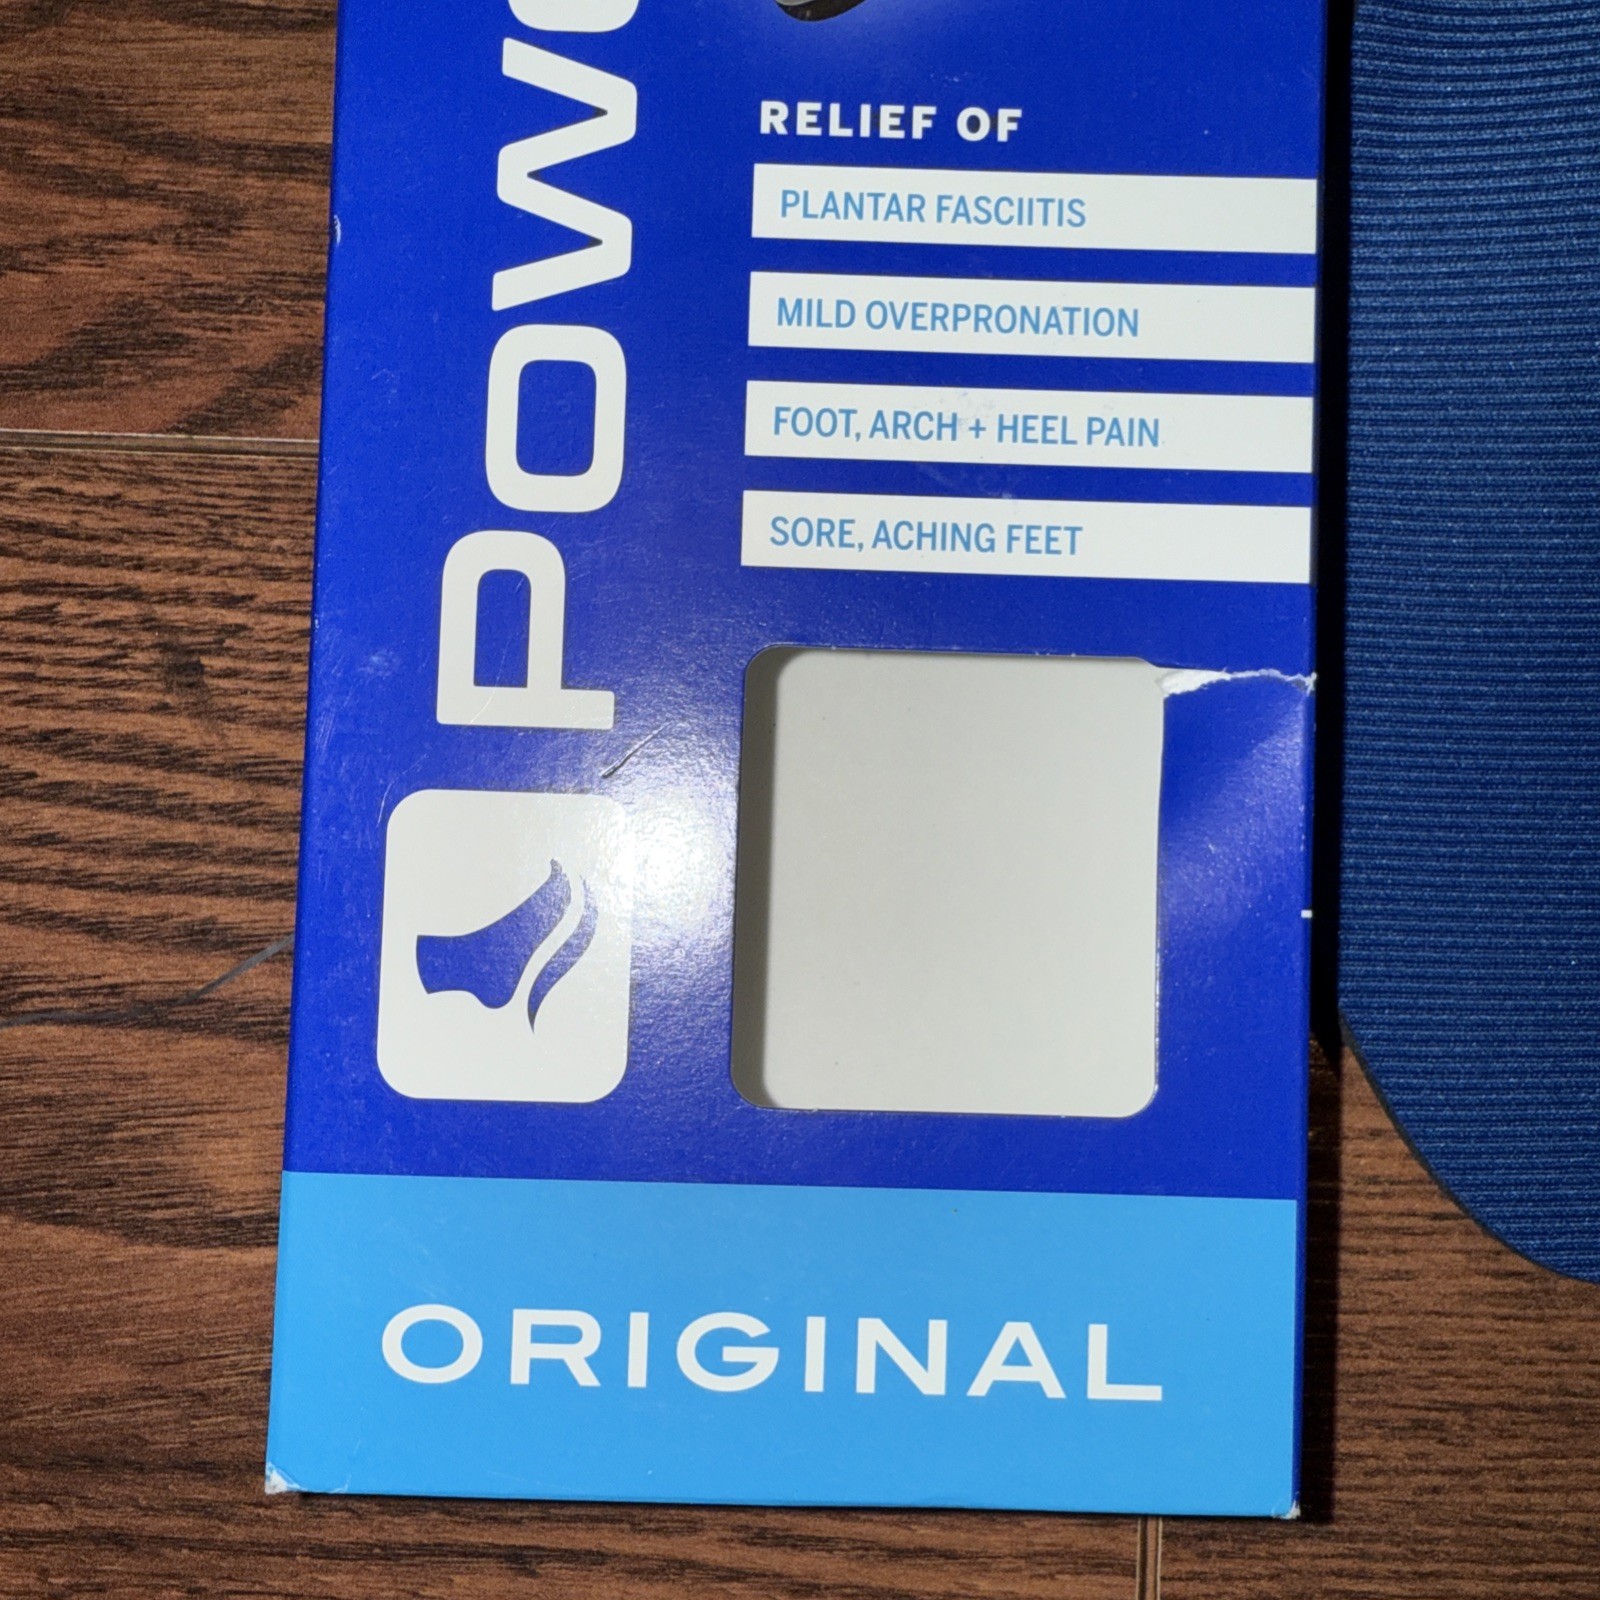 RELIEF OF
PLANTAR FASCIITIS
MILD OVERPRONATION
FOOT, ARCH + HEEL PAIN
SORE, ACHING FEET
ORIGINAL